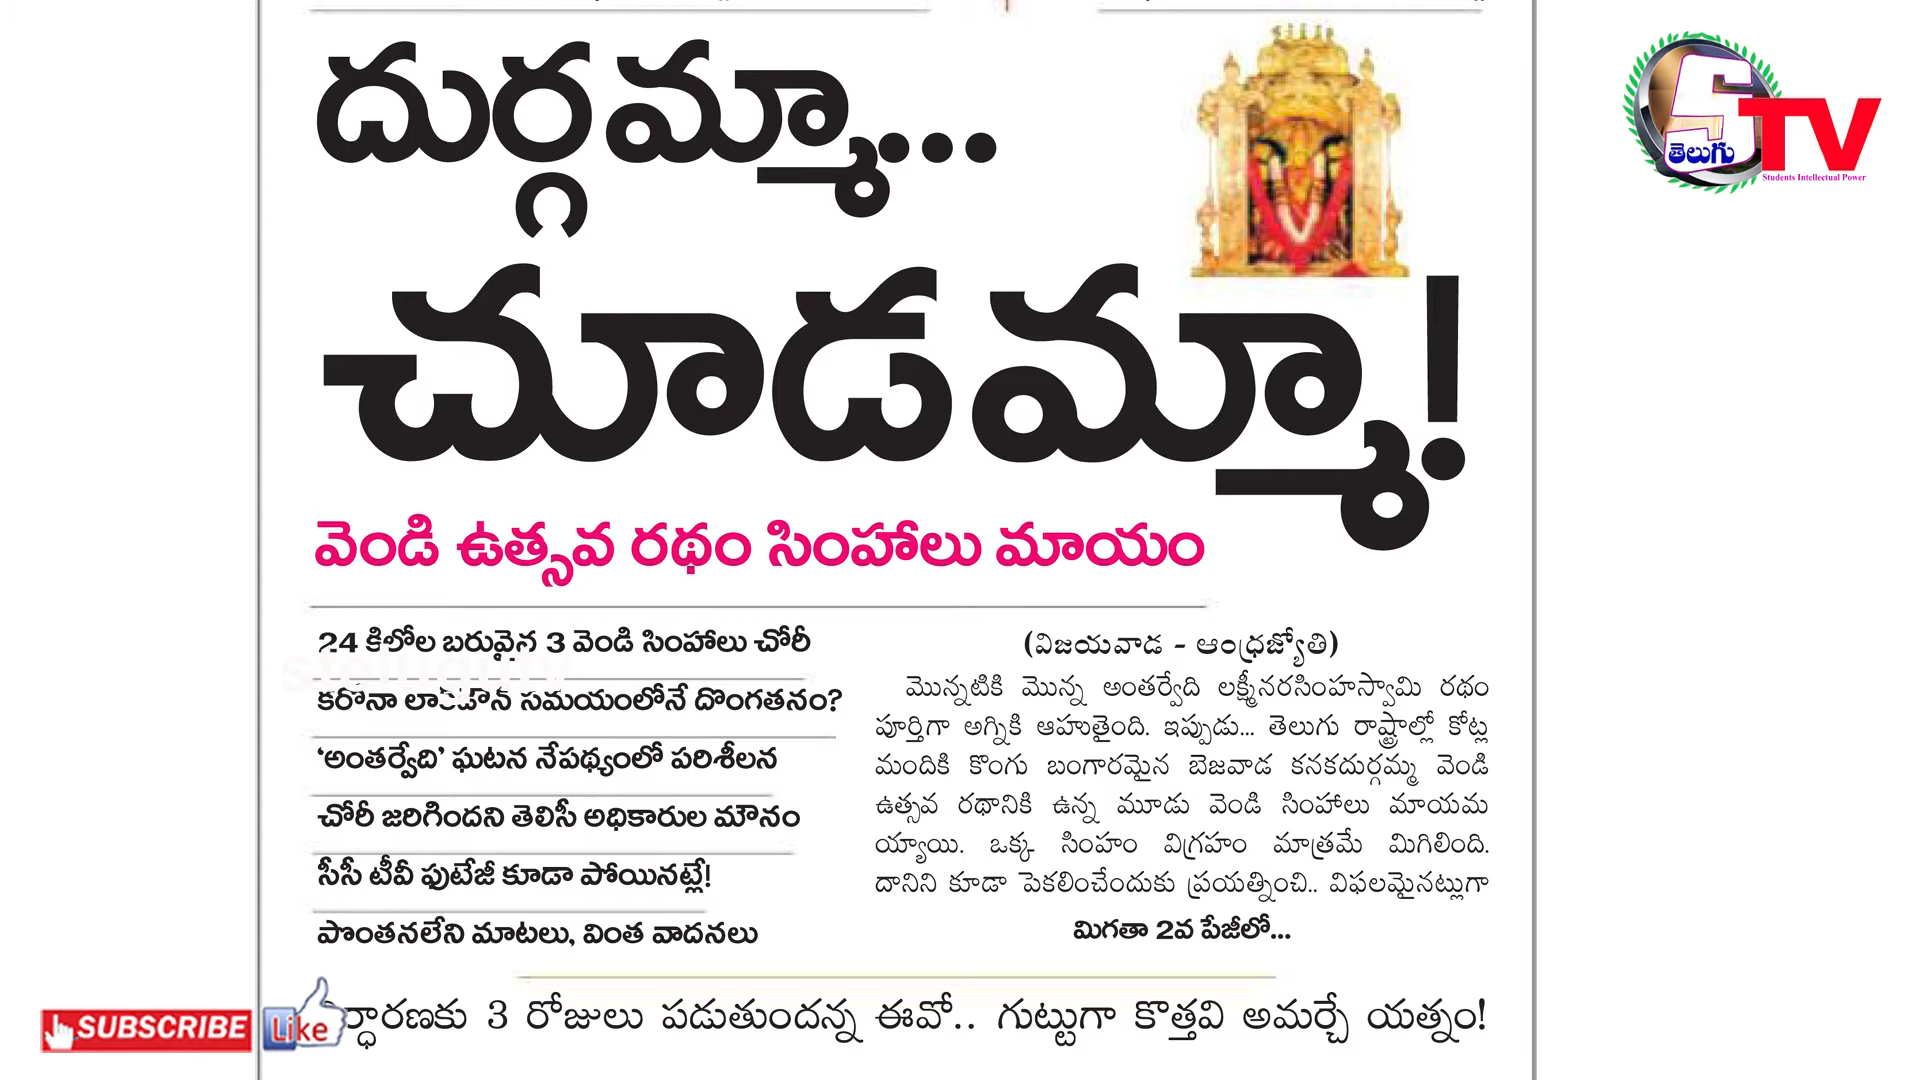 దుర్గమ్మా...
చూడమ్మా!
వెండి ఉత్సవ రథం సింహాలు మాయం
24 కిలోల బరువైన 3 వెండి సింహాలు చోరీ
కరోనా లాక్‌డౌన్ సమయంలోనే దొంగతనం?
‘అంతర్వేది’ ఘటన నేపథ్యంలో పరిశీలన
చోరీ జరిగిందని తెలిసీ అధికారుల మౌనం
సీసీ టీవీ ఫుటేజీ కూడా పోయినట్లే!
పొంతనలేని మాటలు, వింత వాదనలు
(విజయవాడ - ఆంధ్రజ్యోతి)
మొన్నటికి మొన్న అంతర్వేది లక్ష్మీనరసింహస్వామి రథం
పూర్తిగా అగ్నికి ఆహుతైంది. ఇప్పుడు... తెలుగు రాష్ట్రాల్లో కోట్ల
మందికి కొంగు బంగారమైన బెజవాడ కనకదుర్గమ్మ వెండి
ఉత్సవ రథానికి ఉన్న మూడు వెండి సింహాలు మాయమ
య్యాయి. ఒక్క సింహం విగ్రహం మాత్రమే మిగిలింది.
దానిని కూడా పెకలించేందుకు ప్రయత్నించి.. విఫలమైనట్లుగా
మిగతా 2వ పేజీలో...
3 రోజులు పడుతుందన్న ఈవో.. గుట్టుగా కొత్తవి అమర్చే యత్నం!
S TV
తెలుగు
Students Intellectual Power
SUBSCRIBE
Like